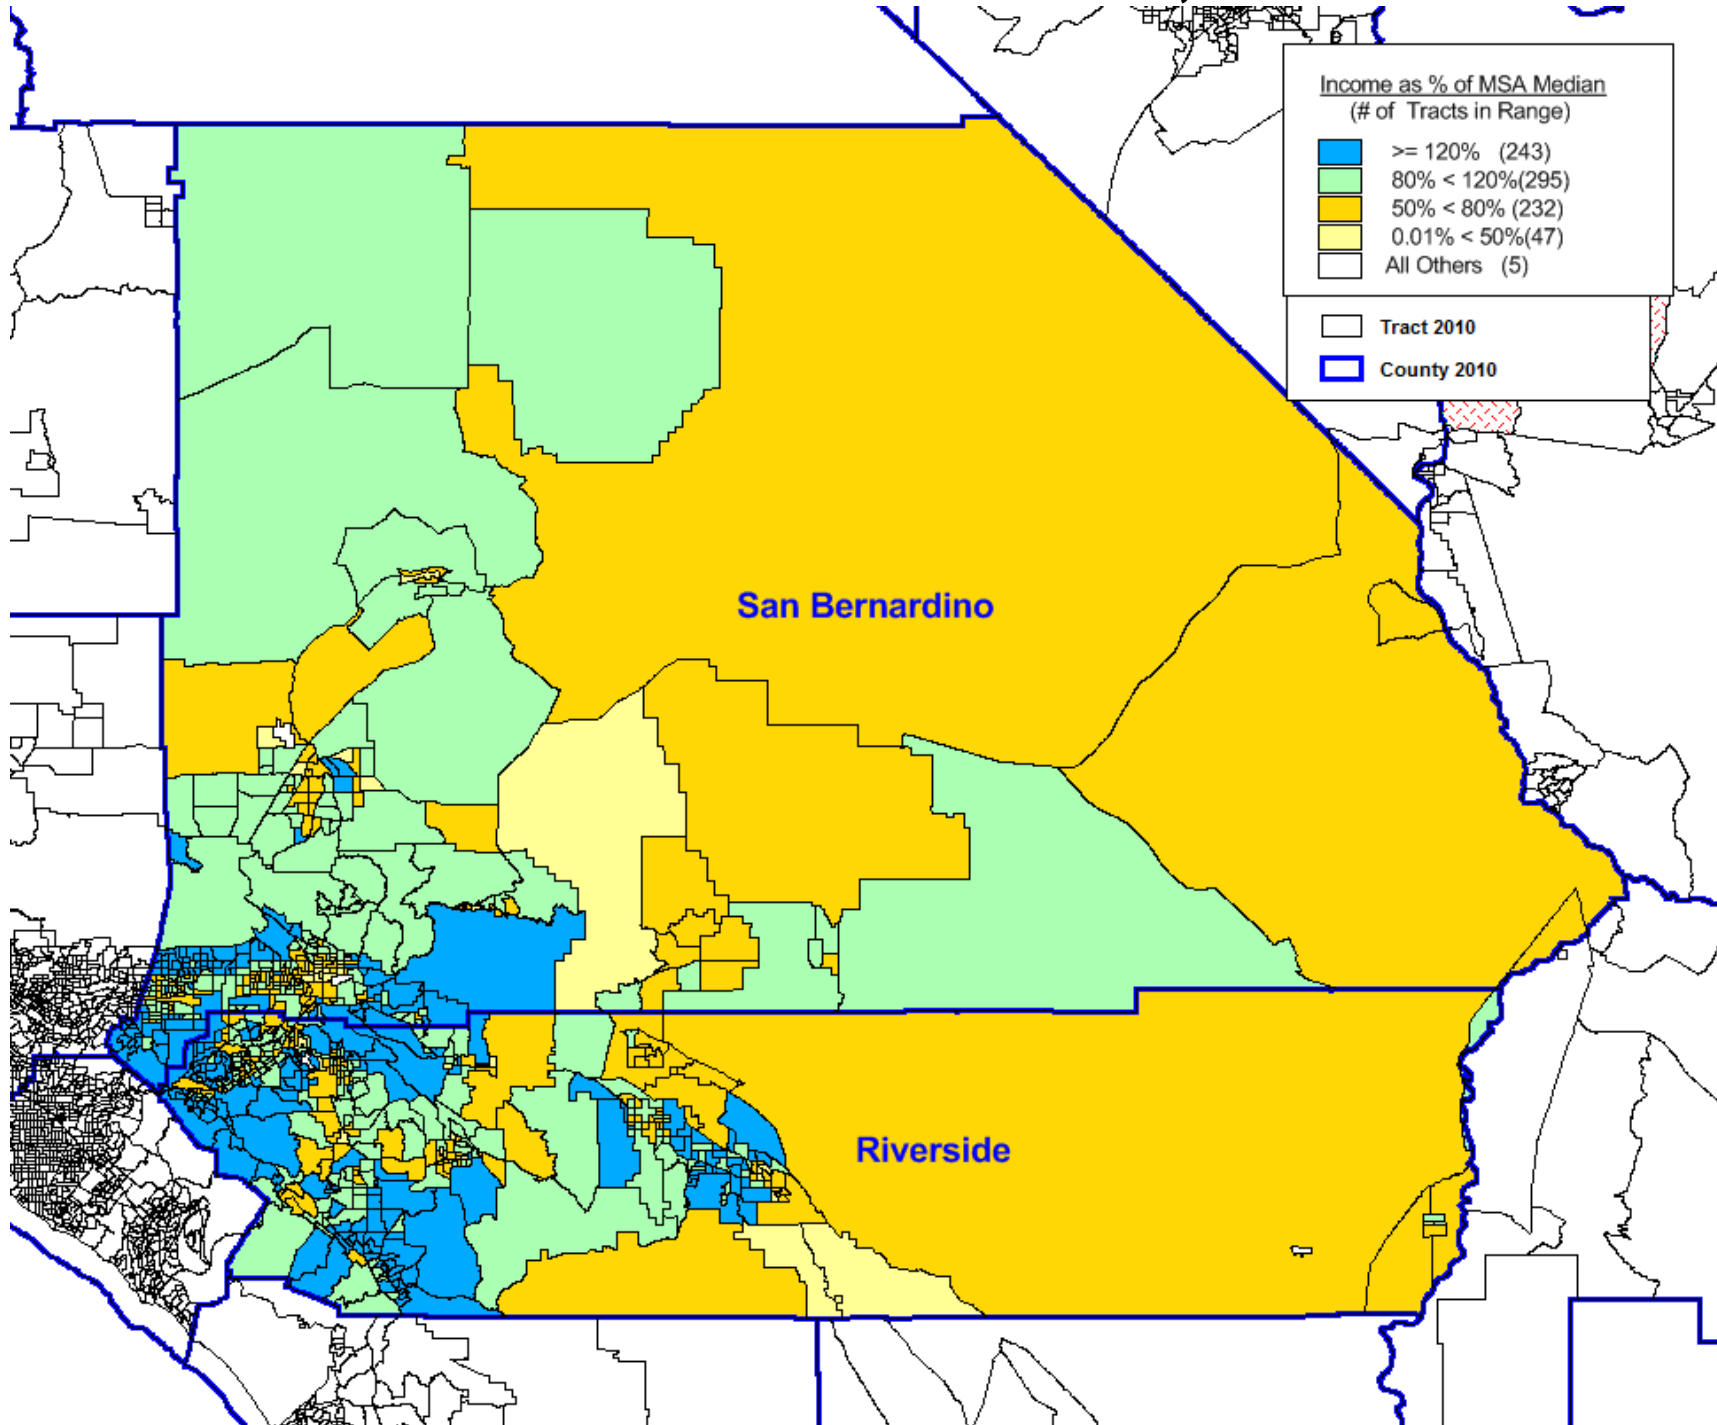 Income as % of MSA Median
(# of Tracts in Range)
>= 120% (243)
80% < 120%(295)
50% < 80% (232)
0.01% < 50%(47)
All Others (5)
Tract 2010
County 2010
San Bernardino
Riverside